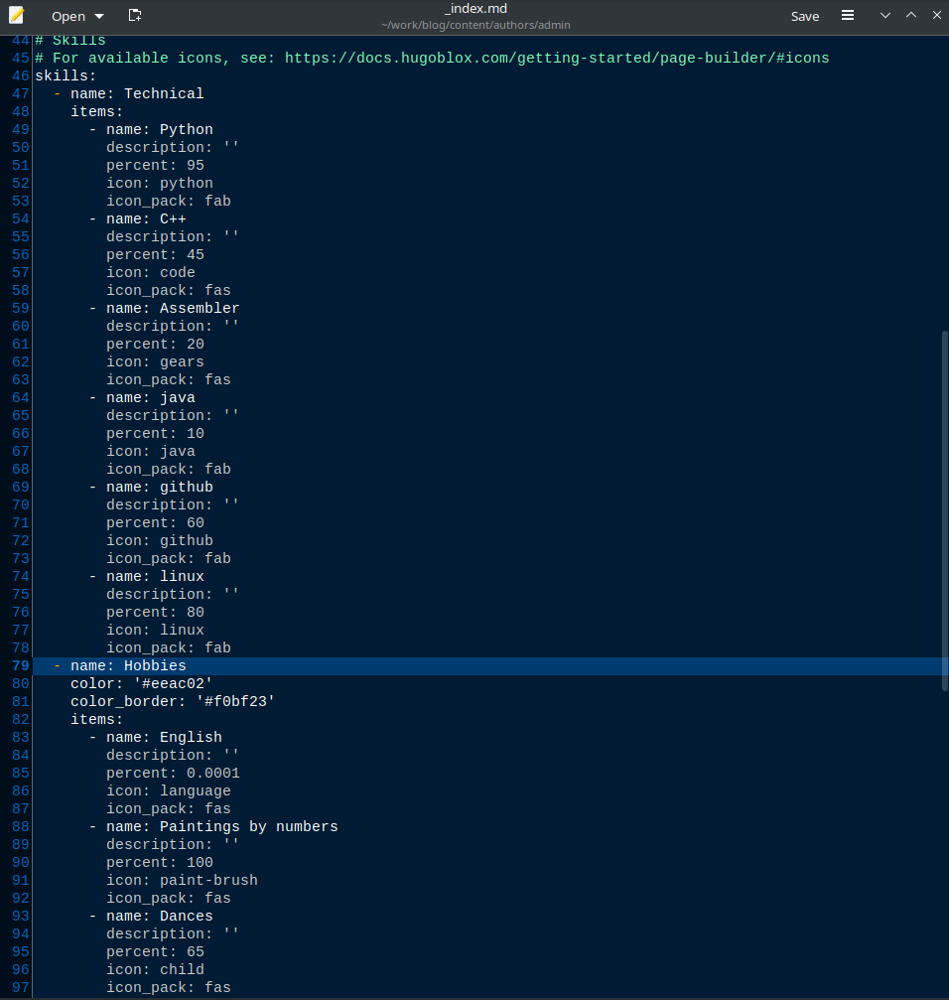 Open
_index.md
~/work/blog/content/authors/admin
Save
44 # Skills
45 # For available icons, see: https://docs.hugoblox.com/getting-started/page-builder/#icons
46 skills:
47   - name: Technical
48     items:
49       - name: Python
50         description: ''
51         percent: 95
52         icon: python
53         icon_pack: fab
54       - name: C++
55         description: ''
56         percent: 45
57         icon: code
58         icon_pack: fas
59       - name: Assembler
60         description: ''
61         percent: 20
62         icon: gears
63         icon_pack: fas
64       - name: java
65         description: ''
66         percent: 10
67         icon: java
68         icon_pack: fab
69       - name: github
70         description: ''
71         percent: 60
72         icon: github
73         icon_pack: fab
74       - name: linux
75         description: ''
76         percent: 80
77         icon: linux
78         icon_pack: fab
79   - name: Hobbies
80     color: '#eeac02'
81     color_border: '#f0bf23'
82     items:
83       - name: English
84         description: ''
85         percent: 0.0001
86         icon: language
87         icon_pack: fas
88       - name: Paintings by numbers
89         description: ''
90         percent: 100
91         icon: paint-brush
92         icon_pack: fas
93       - name: Dances
94         description: ''
95         percent: 65
96         icon: child
97         icon_pack: fas